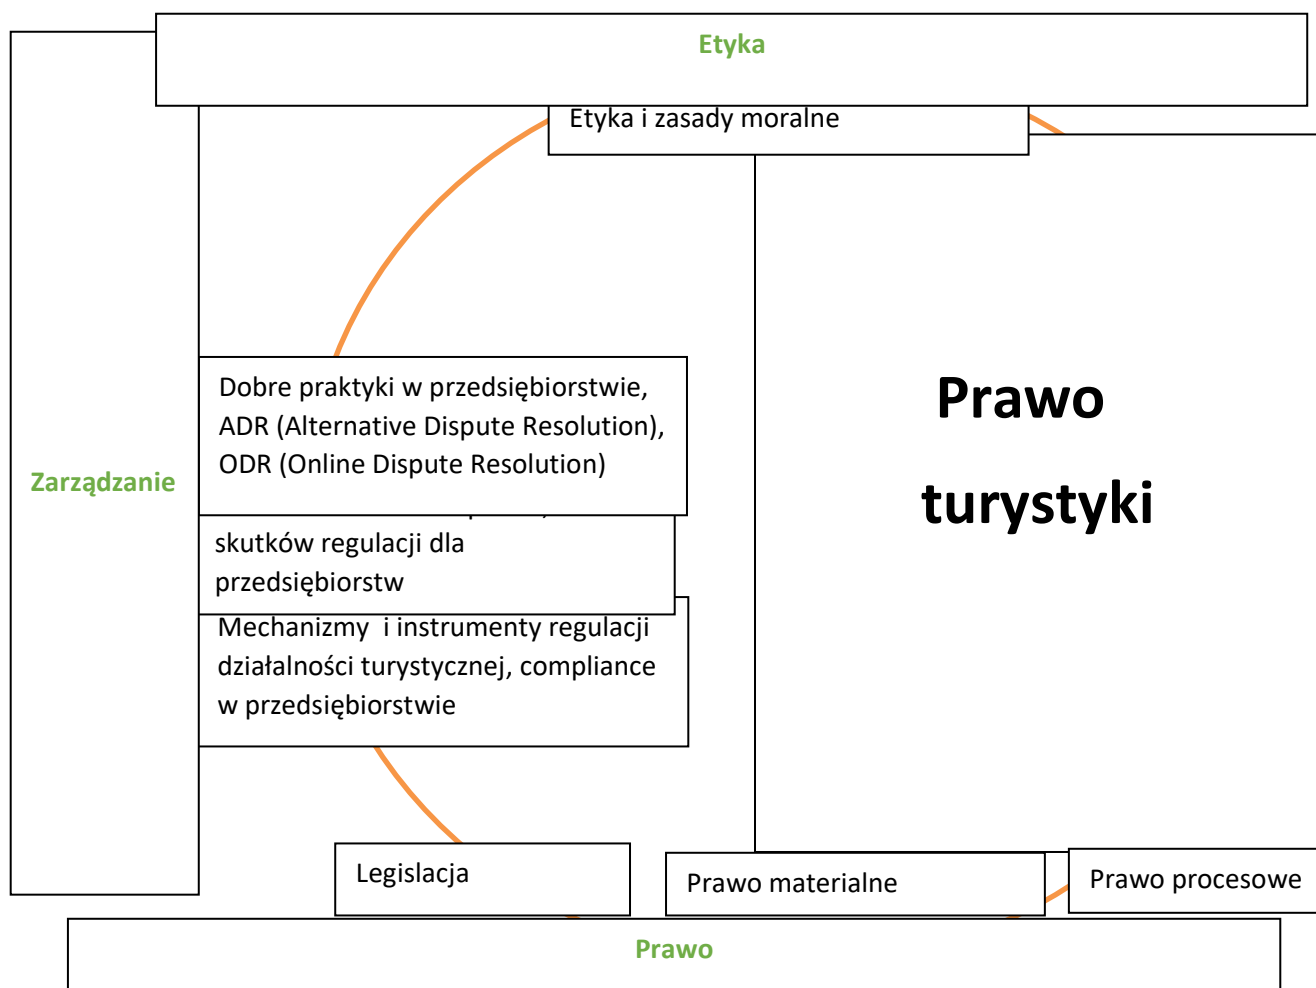 Etyka
Etyka i zasady moralne
Dobre praktyki w przedsiębiorstwie,
ADR (Alternative Dispute Resolution),
ODR (Online Dispute Resolution)
Zarządzanie
skutków regulacji dla
przedsiębiorstw
Mechanizmy  i instrumenty regulacji
działalności turystycznej, compliance
w przedsiębiorstwie
Prawo
turystyki
Legislacja
Prawo materialne
Prawo procesowe
Prawo